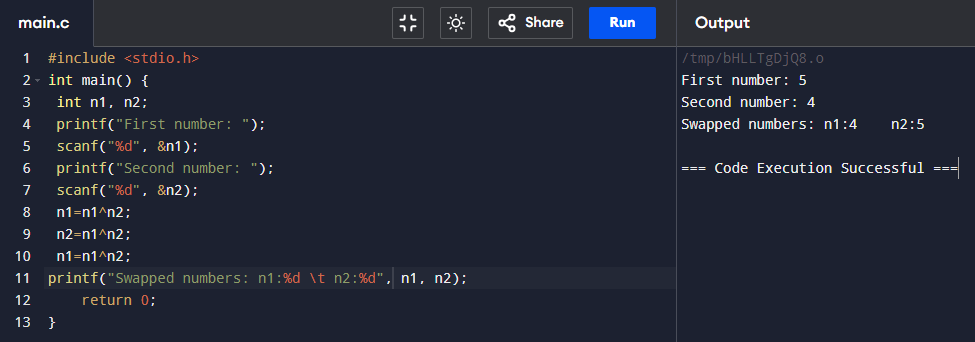 main.c
Share
Run
Output
1 #include <stdio.h>
2 int main() {
3 int n1, n2;
4 printf("First number: ");
5 scanf("%d", &n1);
6 printf("Second number: ");
7 scanf("%d", &n2);
8 n1=n1^n2;
9 n2=n1^n2;
10 n1=n1^n2;
11 printf("Swapped numbers: n1:%d \t n2:%d", n1, n2);
12 return 0;
13 }
/tmp/bHLLTgDjQ8.o
First number: 5
Second number: 4
Swapped numbers: n1:4    n2:5
=== Code Execution Successful ===